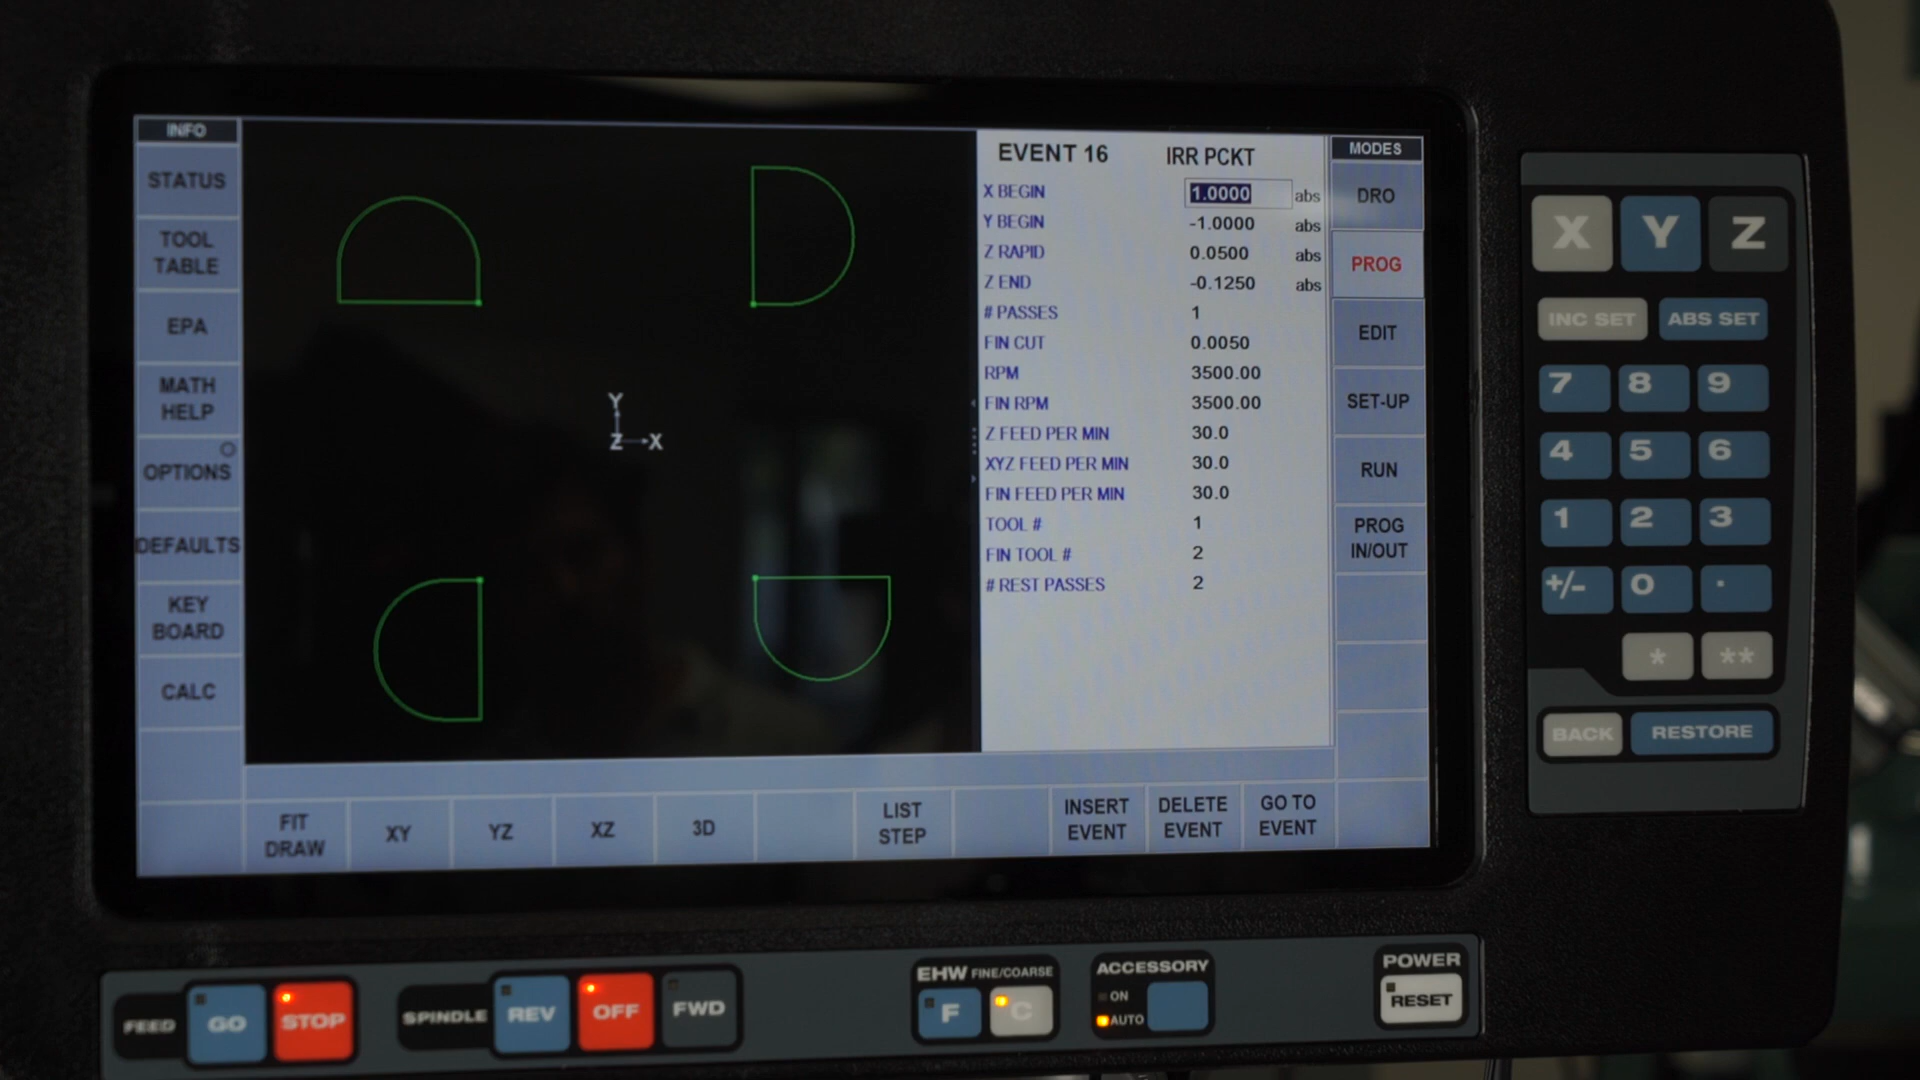 INFO
STATUS
TOOL
TABLE
EPA
MATH
HELP
OPTIONS
DEFAULTS
KEY
BOARD
CALC
Y
Z X
EVENT 16 IRR PCKT
X BEGIN 1.0000 abs
Y BEGIN -1.0000 abs
Z RAPID 0.0500 abs
Z END -0.1250 abs
# PASSES 1
FIN CUT 0.0050
RPM 3500.00
FIN RPM 3500.00
Z FEED PER MIN 30.0
XYZ FEED PER MIN 30.0
FIN FEED PER MIN 30.0
TOOL # 1
FIN TOOL # 2
# REST PASSES 2
MODES
DRO
PROG
EDIT
SET-UP
RUN
PROG
IN/OUT
FIT
DRAW
XY
YZ
XZ
3D
LIST
STEP
INSERT
EVENT
DELETE
EVENT
GO TO
EVENT
X Y Z
INC SET ABS SET
7 8 9
4 5 6
1 2 3
+/- 0 .
* **
BACK RESTORE
FEED GO STOP
SPINDLE REV OFF FWD
EHW FINE/COARSE
F C
ACCESSORY
ON
AUTO
POWER
RESET